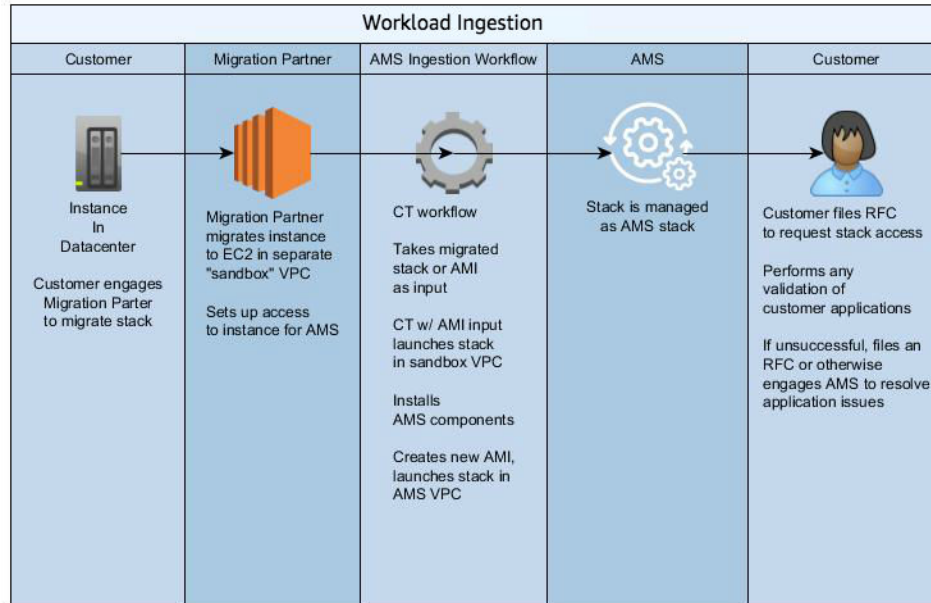 Workload Ingestion
Customer
Migration Partner
AMS Ingestion Workflow
AMS
Customer
Instance
In
Datacenter
Customer engages
Migration Parter
to migrate stack
Migration Partner
migrates instance
to EC2 in separate
"sandbox" VPC
Sets up access
to instance for AMS
CT workflow
Takes migrated
stack or AMI
as input
CT w/ AMI input
launches stack
in sandbox VPC
Installs
AMS components
Creates new AMI,
launches stack in
AMS VPC
Stack is managed
as AMS stack
Customer files RFC
to request stack access
Performs any
validation of
customer applications
If unsuccessful, files an
RFC or otherwise
engages AMS to resolve
application issues